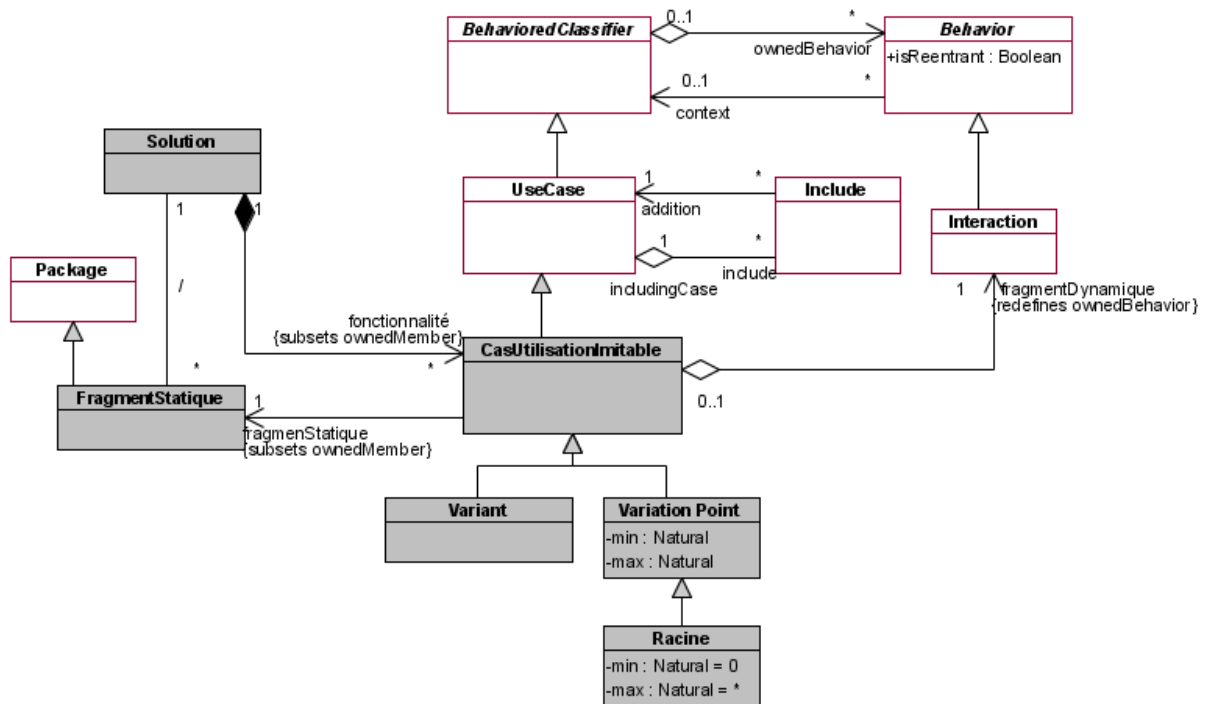 BehavioredClassifier
0..1
*
ownedBehavior
Behavior
+isReentrant : Boolean
0..1
*
context
Solution
1
1
UseCase
1
*
addition
Include
1
*
include
includingCase
Interaction
Package
/
1
fragmentDynamique
{redefines ownedBehavior}
fonctionnalité
{subsets ownedMember}
*
CasUtilisationImitable
0..1
*
FragmentStatique
1
fragmenStatique
{subsets ownedMember}
Variant
Variation Point
-min : Natural
-max : Natural
Racine
-min : Natural = 0
-max : Natural = *